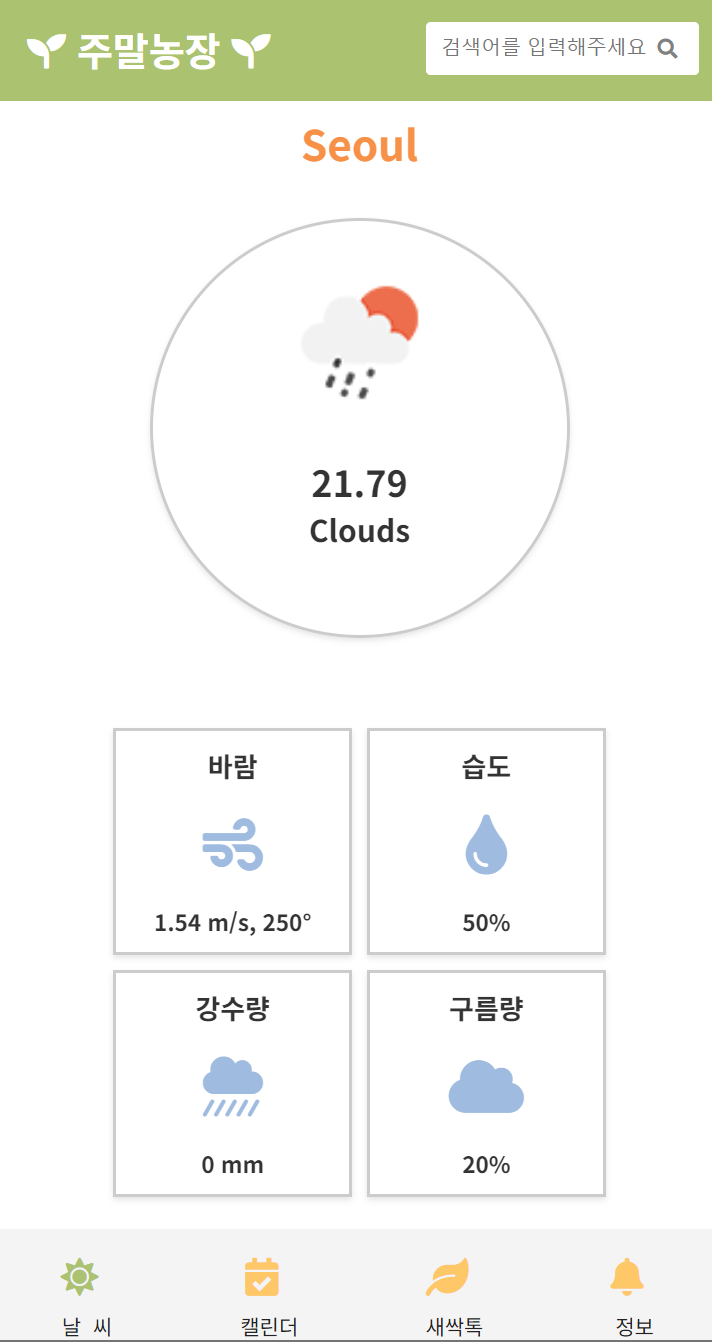 주말농장
검색어를 입력해주세요
Seoul
21.79
Clouds
바람
습도
1.54 m/s, 250°
50%
강수량
구름량
0 mm
20%
날 씨
캘린더
새싹톡
정보